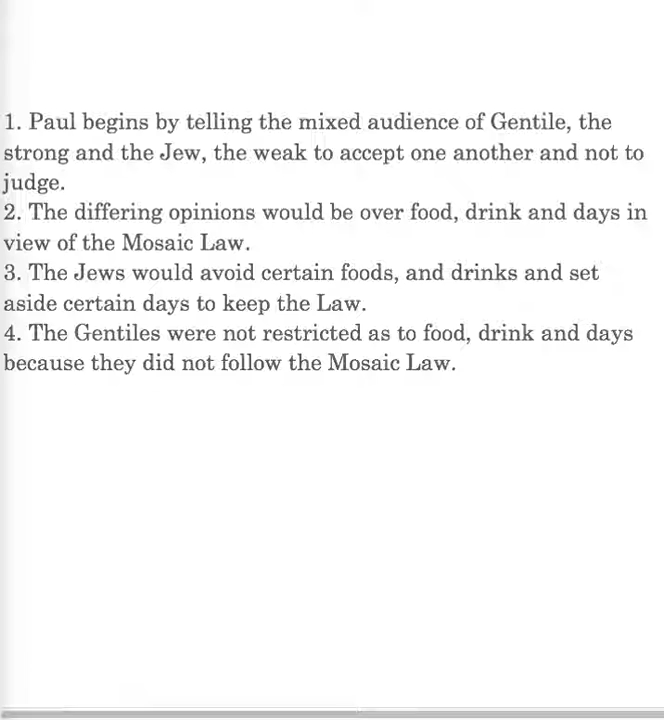 1. Paul begins by telling the mixed audience of Gentile, the
strong and the Jew, the weak to accept one another and not to
judge.
2. The differing opinions would be over food, drink and days in
view of the Mosaic Law.
3. The Jews would avoid certain foods, and drinks and set
aside certain days to keep the Law.
4. The Gentiles were not restricted as to food, drink and days
because they did not follow the Mosaic Law.